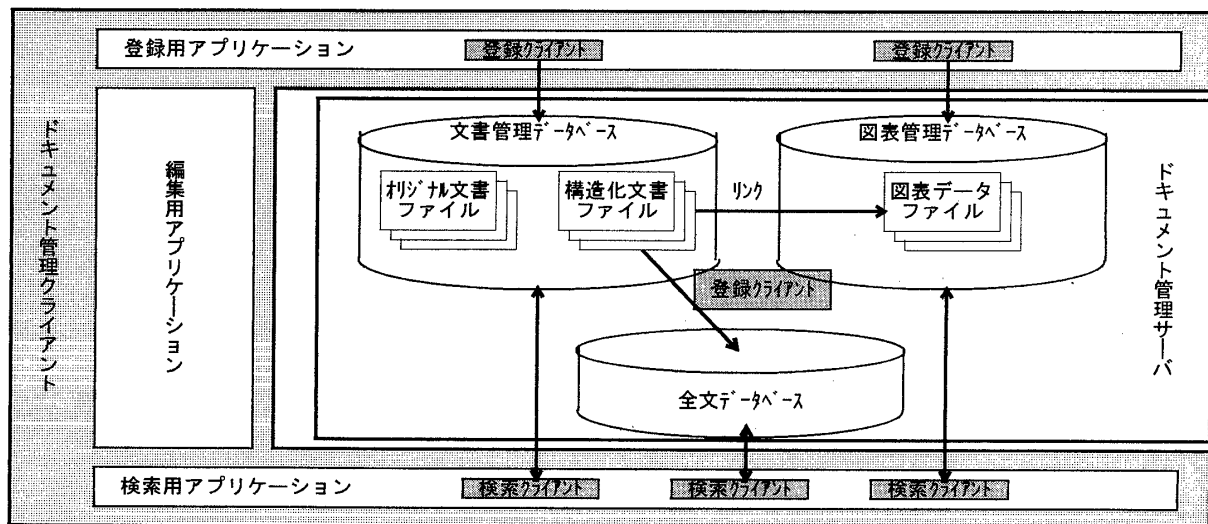 登録用アプリケーション
登録クライアント
登録クライアント
ドキュメント管理クライアント
編集用アプリケーション
文書管理データベース
図表管理データベース
オリジナル文書
ファイル
構造化文書
ファイル
リンク
図表データ
ファイル
登録クライアント
全文データベース
ドキュメント管理サーバ
検索用アプリケーション
検索クライアント
検索クライアント
検索クライアント